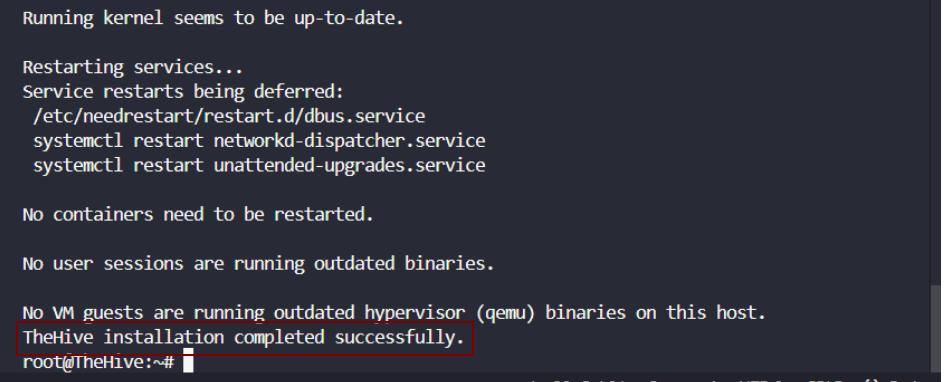 Running kernel seems to be up-to-date.
Restarting services...
Service restarts being deferred:
/etc/needrestart/restart.d/dbus.service
systemctl restart networkd-dispatcher.service
systemctl restart unattended-upgrades.service
No containers need to be restarted.
No user sessions are running outdated binaries.
No VM guests are running outdated hypervisor (qemu) binaries on this host.
TheHive installation completed successfully.
root@TheHive:~#